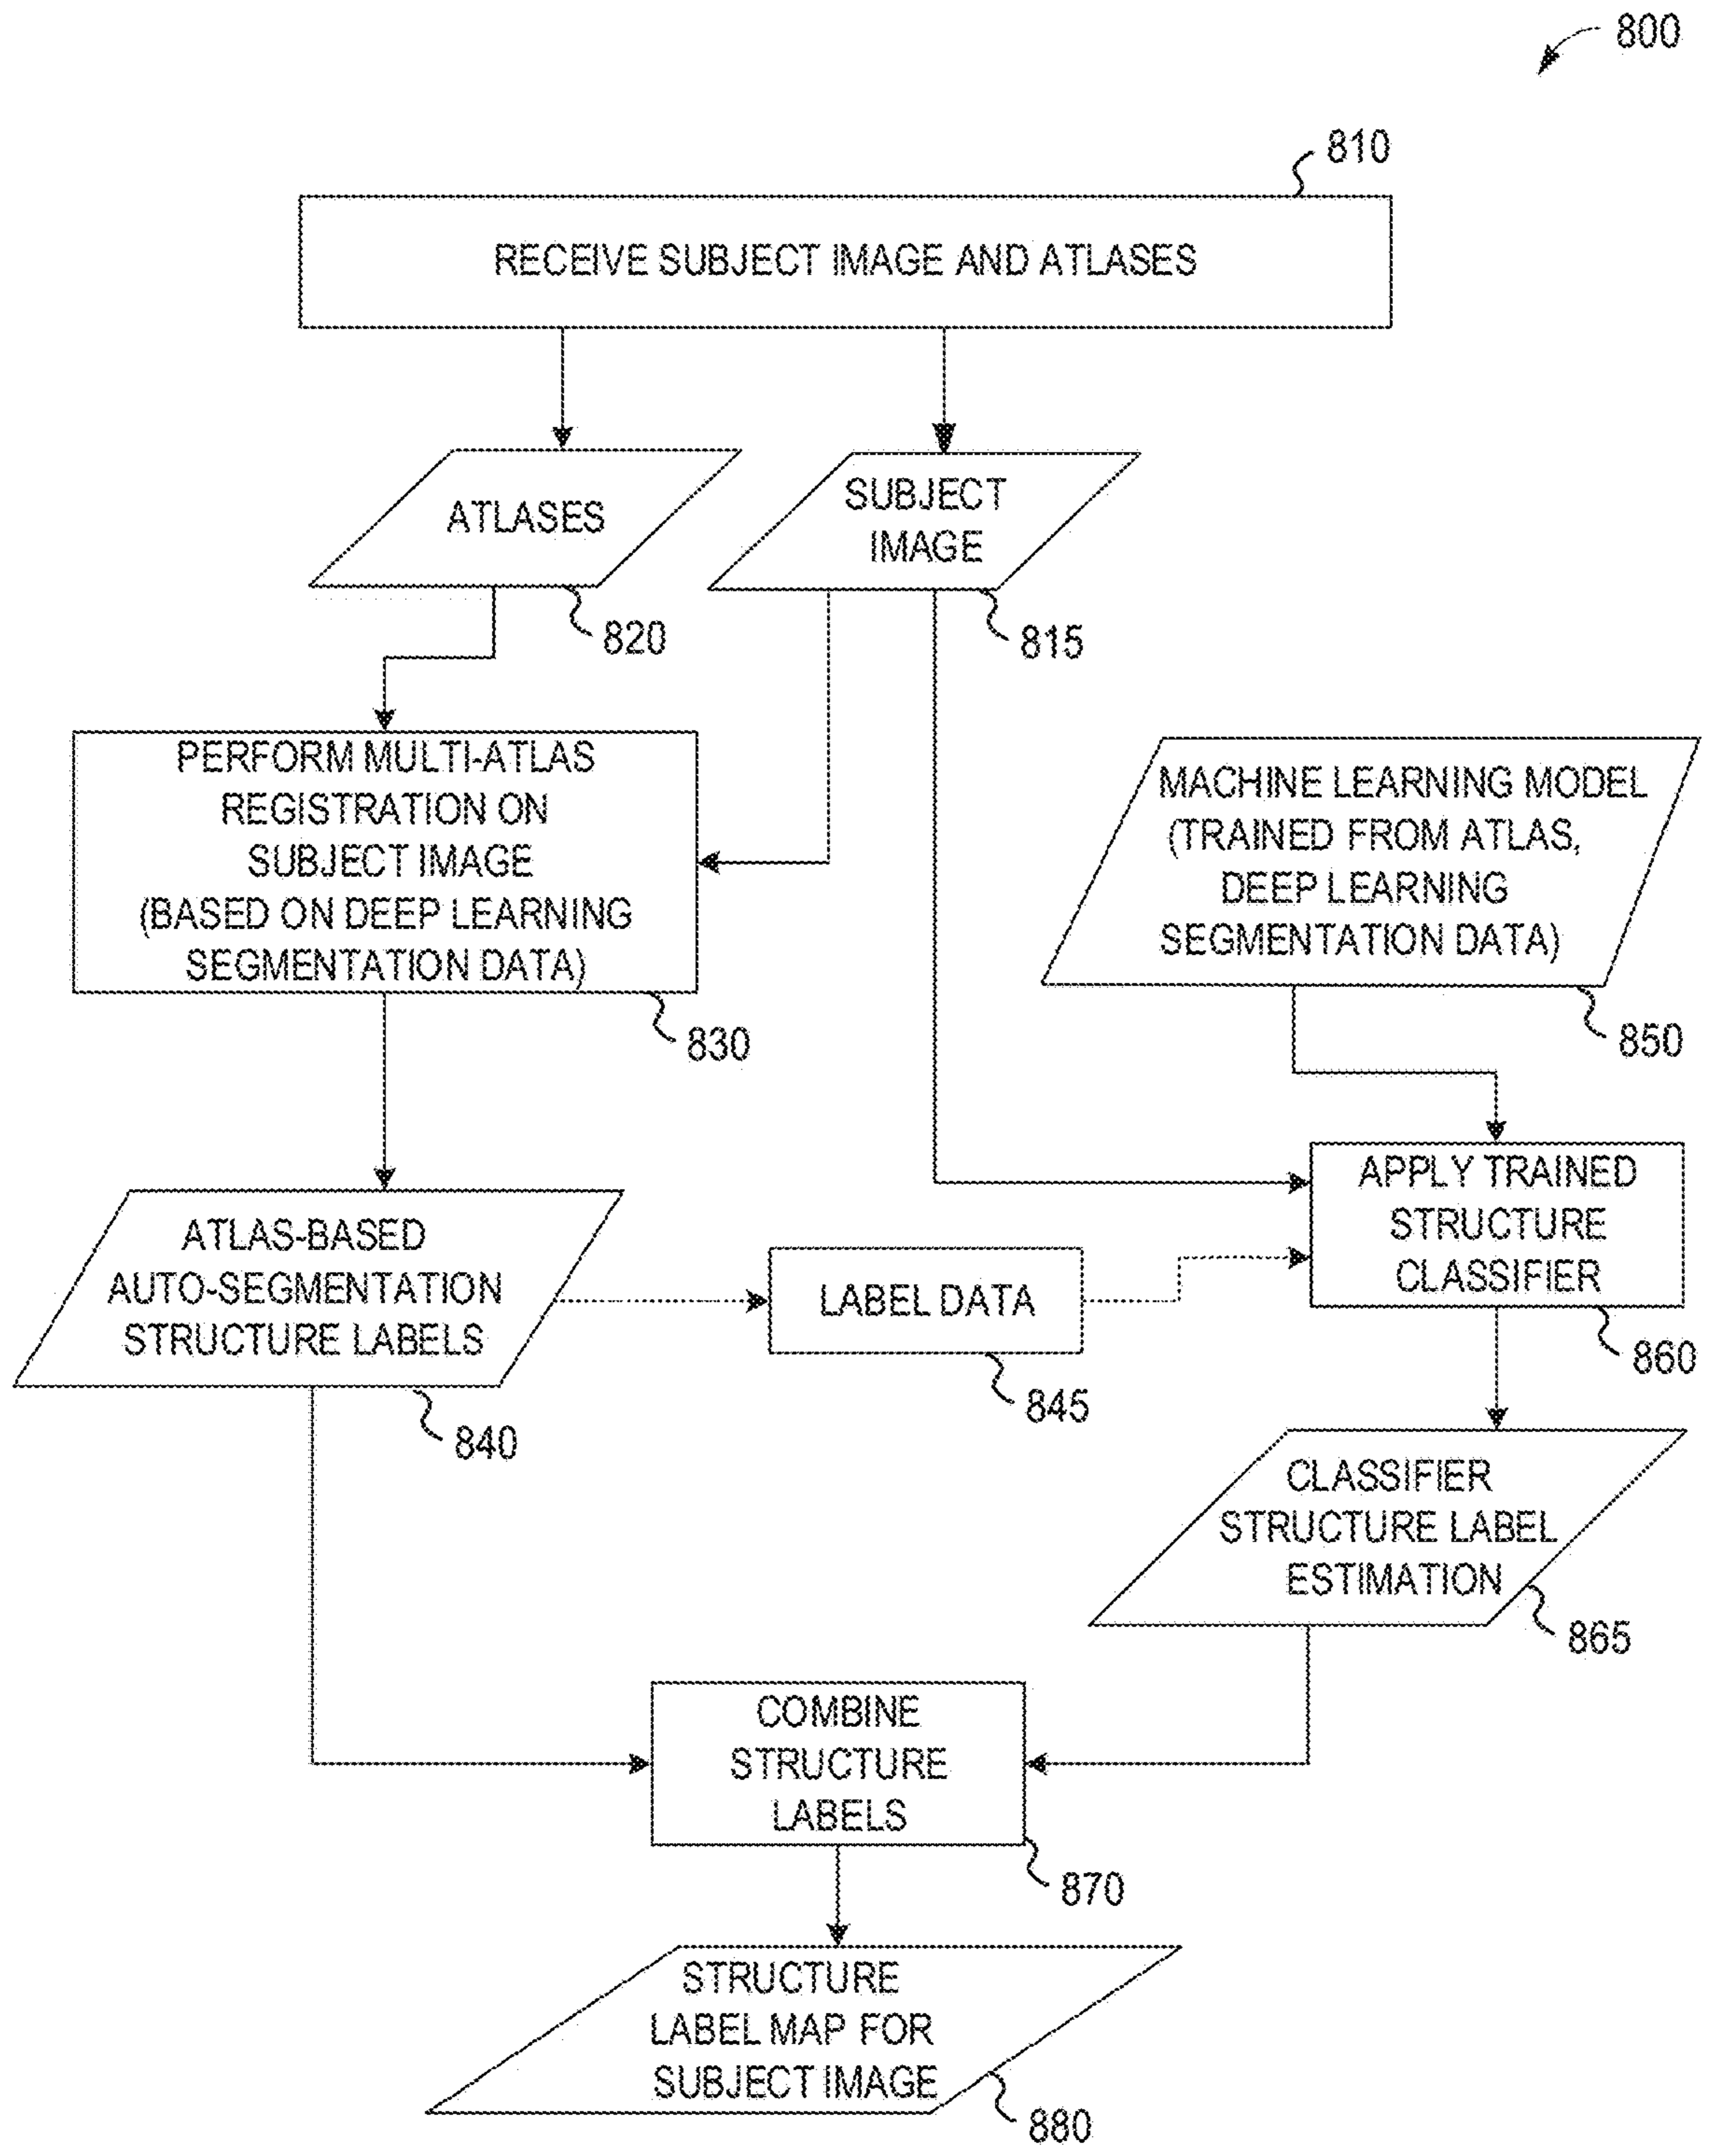 800
810
RECEIVE SUBJECT IMAGE AND ATLASES
ATLASES
820
SUBJECT
IMAGE
815
PERFORM MULTI-ATLAS
REGISTRATION ON
SUBJECT IMAGE
(BASED ON DEEP LEARNING
SEGMENTATION DATA)
830
MACHINE LEARNING MODEL
(TRAINED FROM ATLAS,
DEEP LEARNING
SEGMENTATION DATA)
850
APPLY TRAINED
STRUCTURE
CLASSIFIER
860
ATLAS-BASED
AUTO-SEGMENTATION
STRUCTURE LABELS
840
LABEL DATA
845
CLASSIFIER
STRUCTURE LABEL
ESTIMATION
865
COMBINE
STRUCTURE
LABELS
870
STRUCTURE
LABEL MAP FOR
SUBJECT IMAGE
880